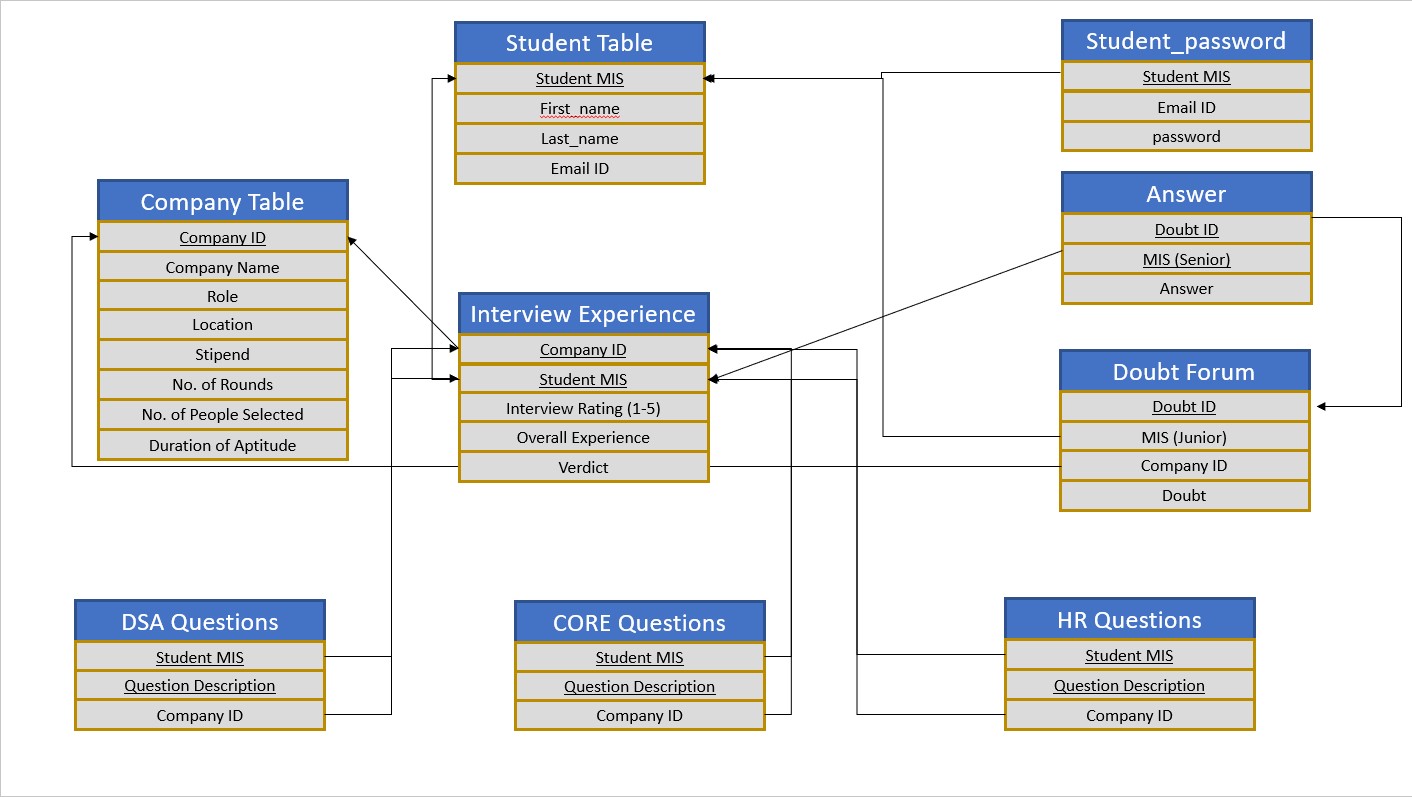 Student Table
Student MIS
First_name
Last_name
Email ID
Student_password
Student MIS
Email ID
password
Company Table
Company ID
Company Name
Role
Location
Stipend
No. of Rounds
No. of People Selected
Duration of Aptitude
Answer
Doubt ID
MIS (Senior)
Answer
Interview Experience
Company ID
Student MIS
Interview Rating (1-5)
Overall Experience
Verdict
Doubt Forum
Doubt ID
MIS (Junior)
Company ID
Doubt
DSA Questions
Student MIS
Question Description
Company ID
CORE Questions
Student MIS
Question Description
Company ID
HR Questions
Student MIS
Question Description
Company ID